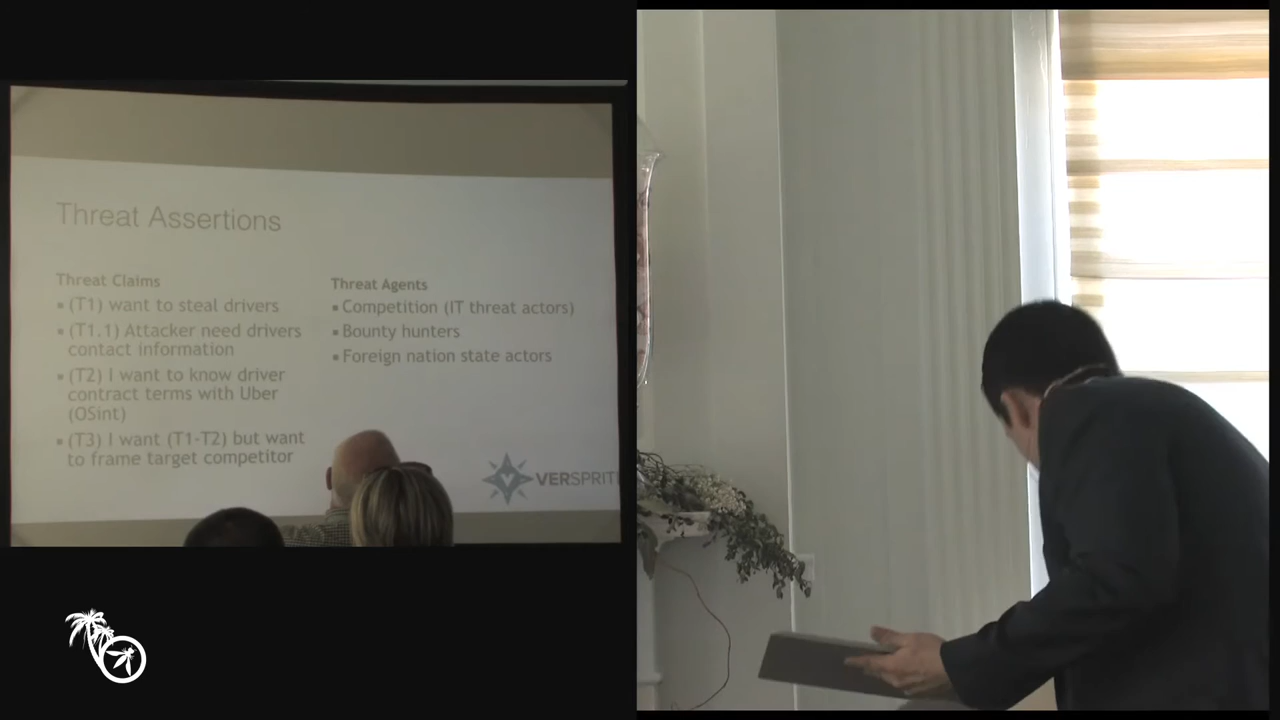 Threat Assertions
Threat Claims
▪ (T1) want to steal drivers
▪ (T1.1) Attacker need drivers
contact information
▪ (T2) I want to know driver
contract terms with Uber
(OSint)
▪ (T3) I want (T1-T2) but want
to frame target competitor
Threat Agents
▪ Competition (IT threat actors)
▪ Bounty hunters
▪ Foreign nation state actors
VERSPRITE